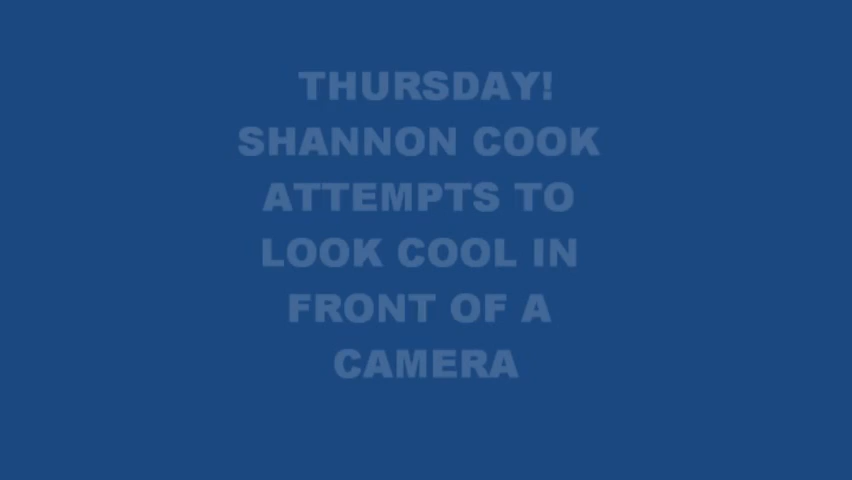 THURSDAY!
SHANNON COOK
ATTEMPTS TO
LOOK COOL IN
FRONT OF A
CAMERA